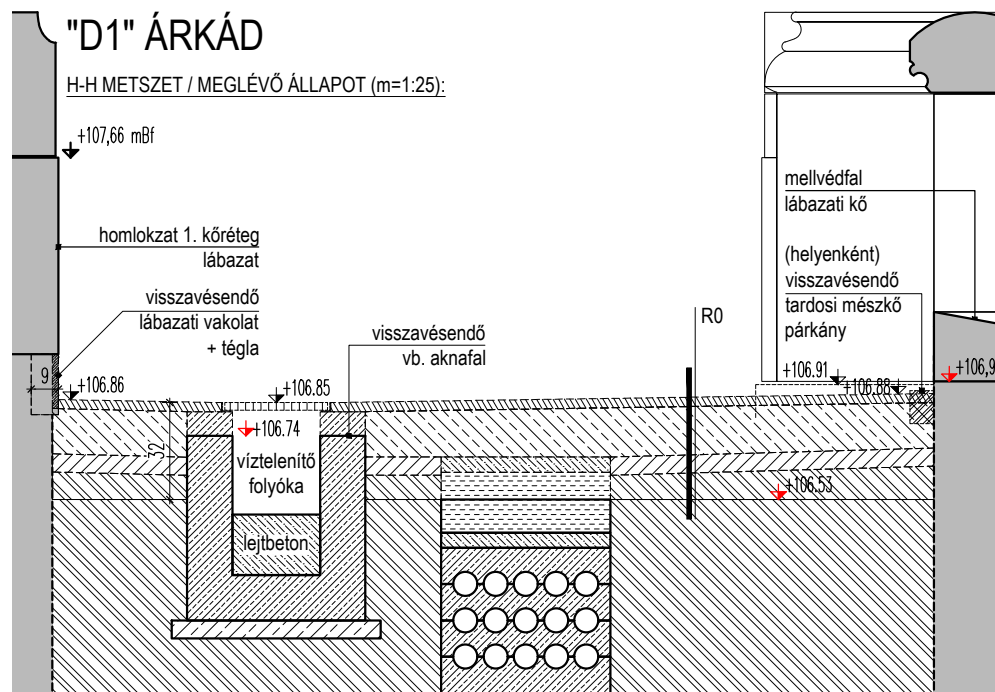 "D1" ÁRKÁD
H-H METSZET / MEGLÉVŐ ÁLLAPOT (m=1:25):
+107,66 mBf
homlokzat 1. kőréteg
lábazat
visszavésendő
lábazati vakolat
+ tégla
visszavésendő
vb. aknafal
mellvédfal
lábazati kő
(helyenként)
visszavésendő
tardosi mészkő
párkány
R0
9
+106.86
+106.85
+106.91
+106.88
+106,9
+106.74
32
víztelenítő
folyóka
+106.53
lejtbeton